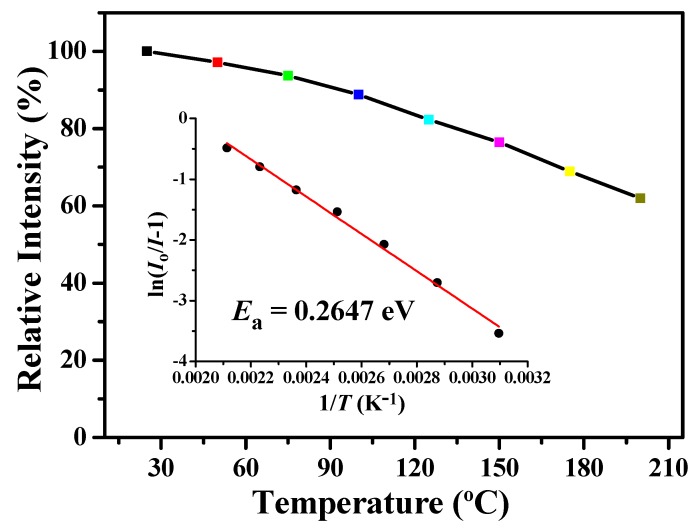 100
80
60
40
20
0
Relative Intensity (%)
30 60 90 120 150 180 210
Temperature (ºC)
0
-1
-2
-3
-4
ln(Io/I-1)
Ea = 0.2647 eV
0.0020 0.0022 0.0024 0.0026 0.0028 0.0030 0.0032
1/T (K-1)